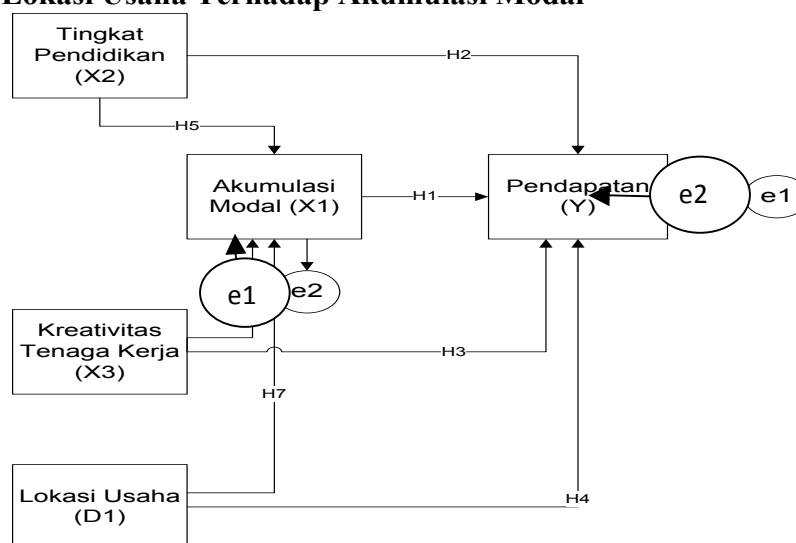 Lokasi Usaha Terhadap Akumulasi Modal
Tingkat
Pendidikan
(X2)
H2
H5
Akumulasi
Modal (X1)
H1
Pendapatan
(Y)
e2
e1
e1
e2
Kreativitas
Tenaga Kerja
(X3)
H3
H7
Lokasi Usaha
(D1)
H4